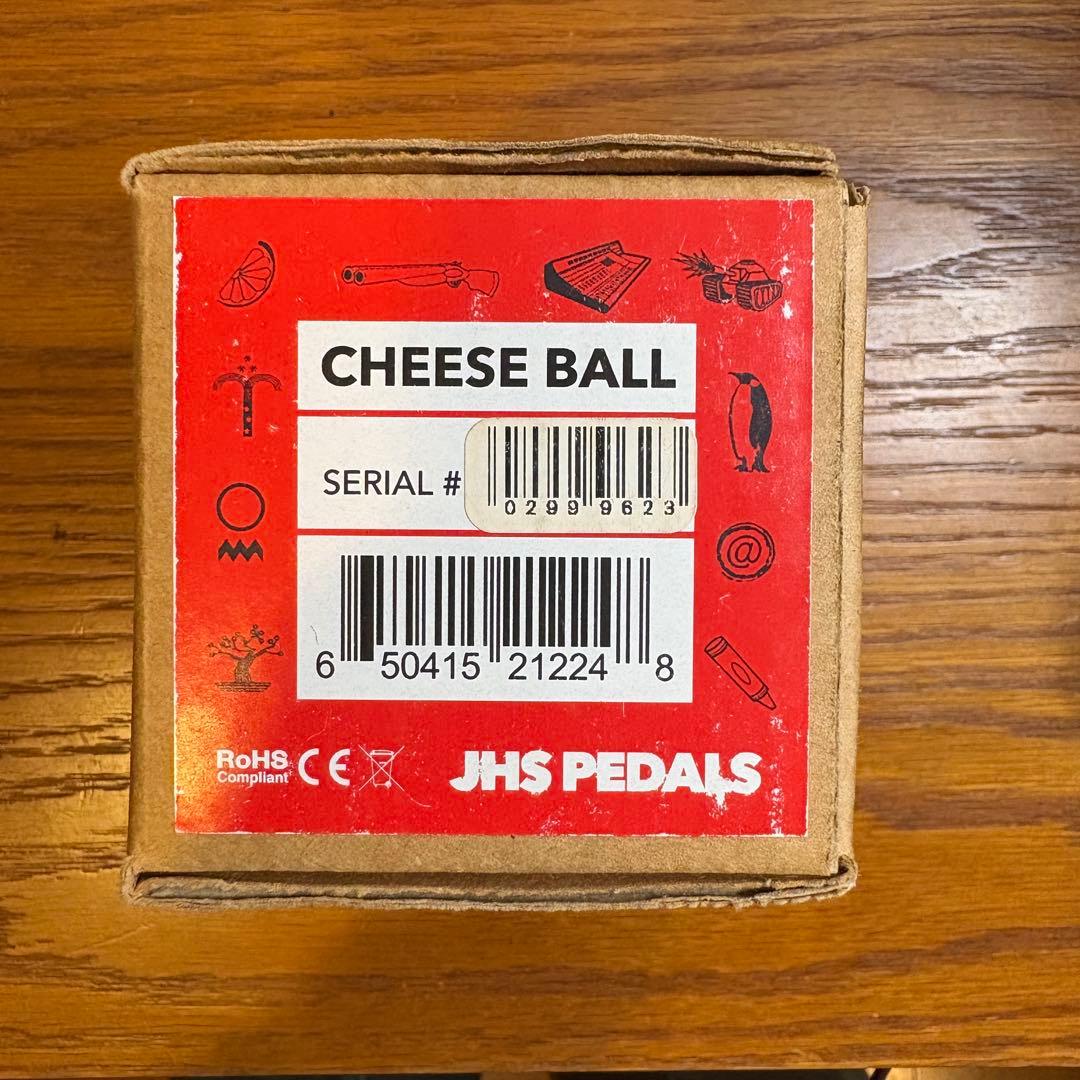 CHEESE BALL
SERIAL #
0299 9623
6 50415 21224 8
@
RoHS
Compliant
CE
JHS PEDALS